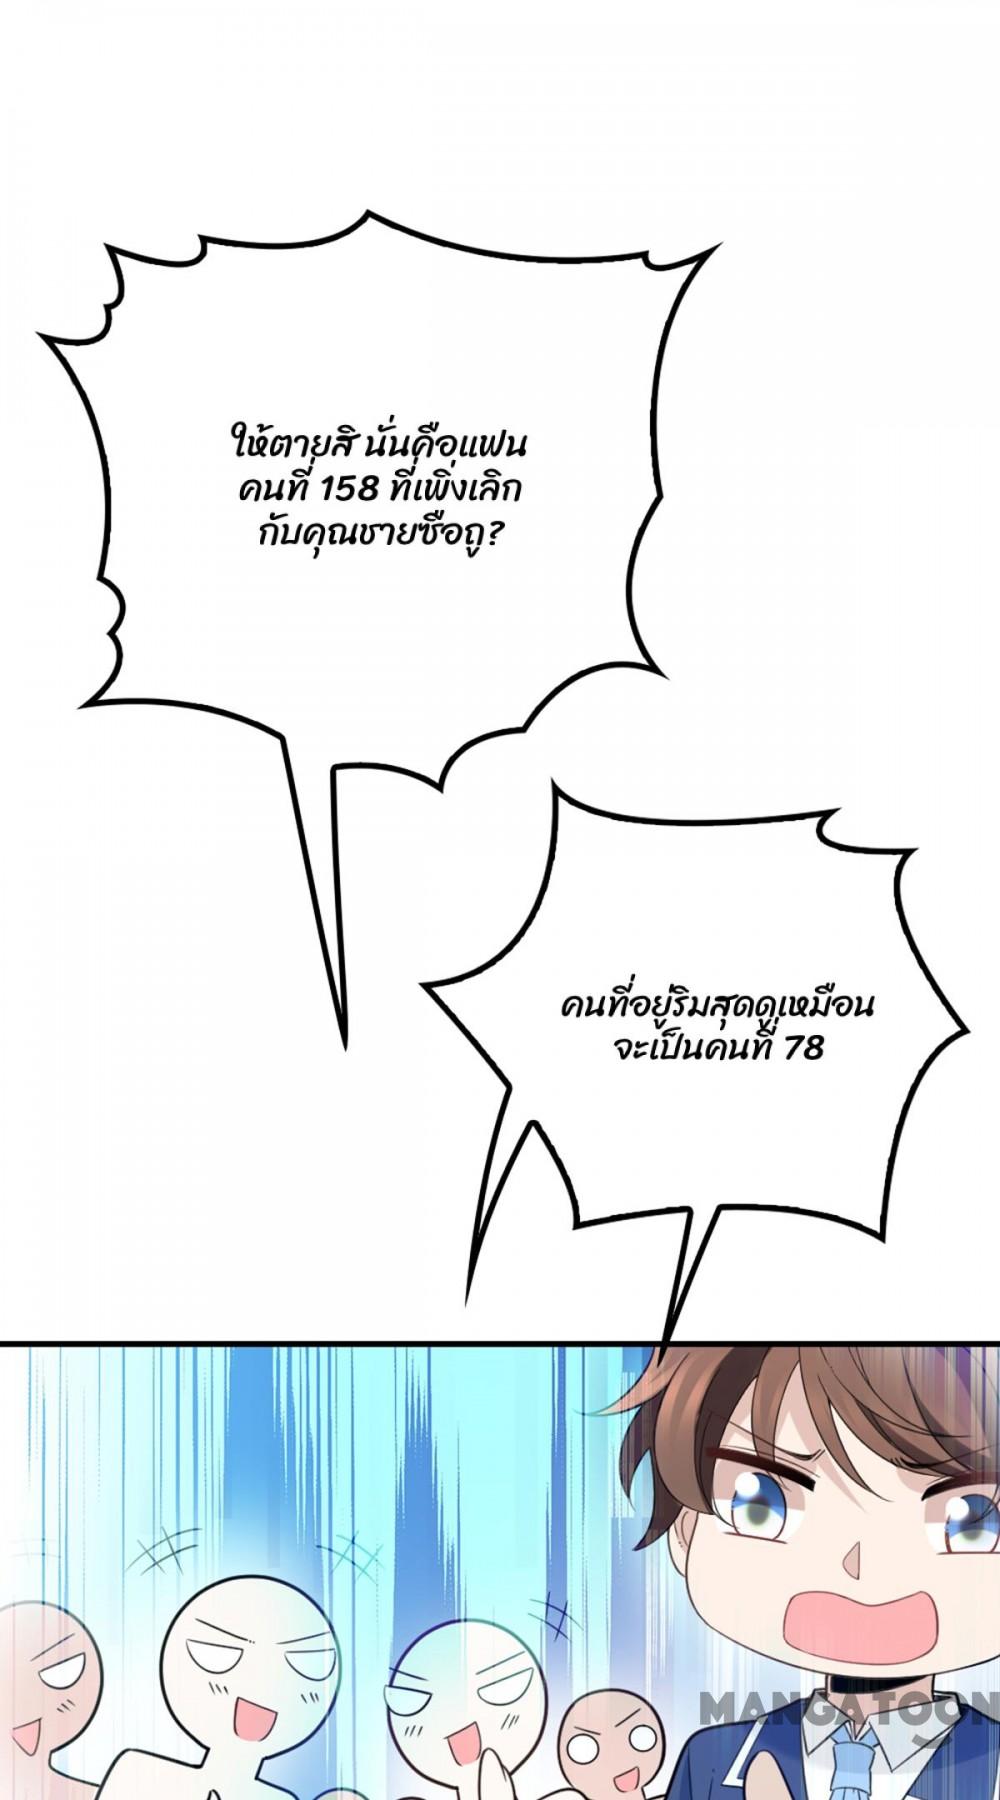 ให้ตายสิ นั่นคือแฟน
คนที่ 158 ที่เพิ่งเลิก
กับคุณชายซือถู?
คนที่อยู่ริมสุดดูเหมือน
จะเป็นคนที่ 78
MANGATOON